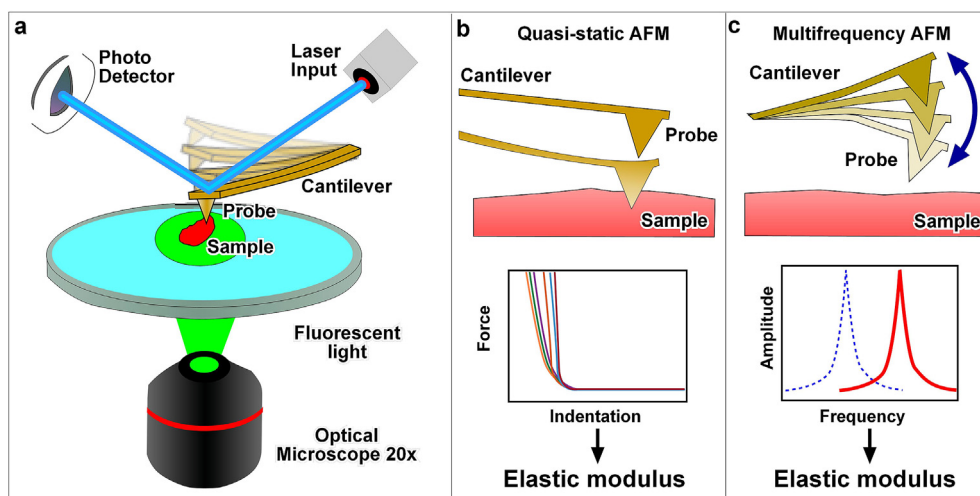 a
Photo
Detector
Laser
Input
Cantilever
Probe
Sample
Fluorescent
light
Optical
Microscope 20x
b
Quasi-static AFM
Cantilever
Probe
Sample
Force
Indentation
Elastic modulus
c
Multifrequency AFM
Cantilever
Probe
Sample
Amplitude
Frequency
Elastic modulus